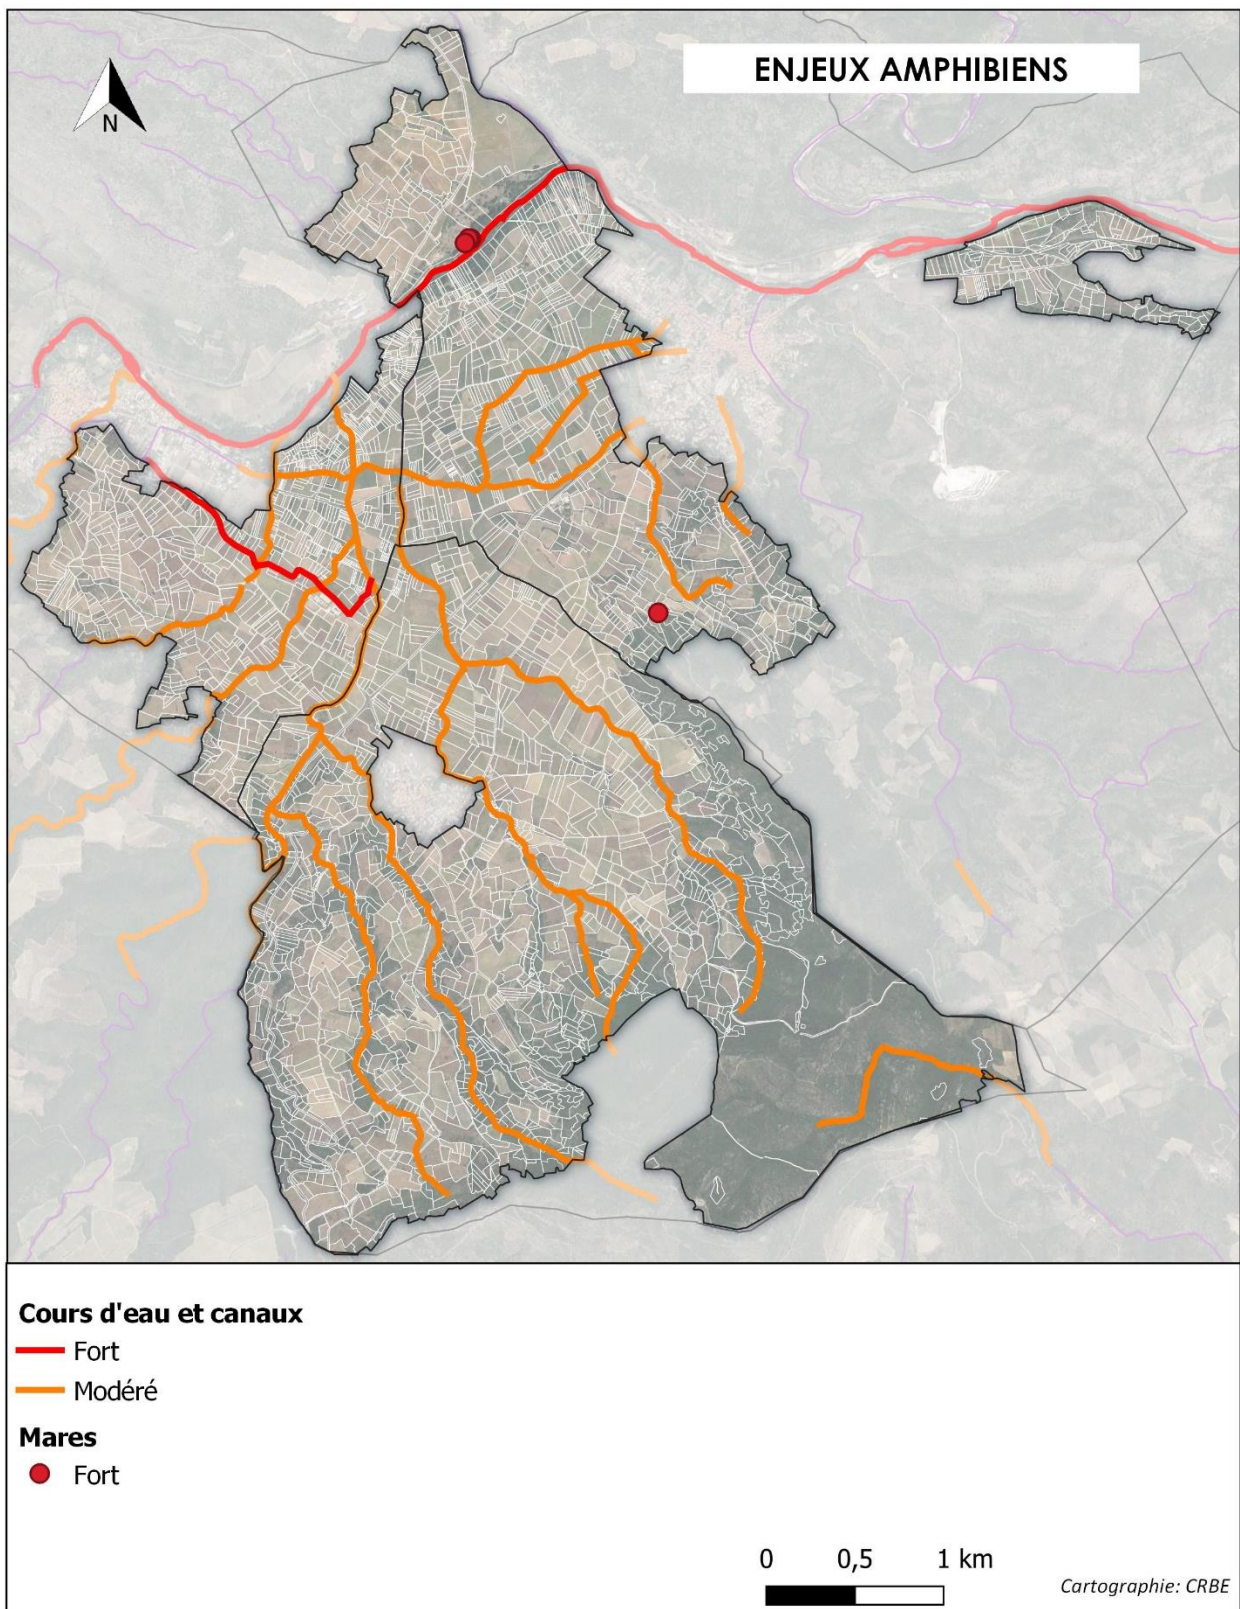 ENJEUX AMPHIBIENS
N
Cours d'eau et canaux
Fort
Modéré
Mares
Fort
0 0,5 1 km
Cartographie: CRBE